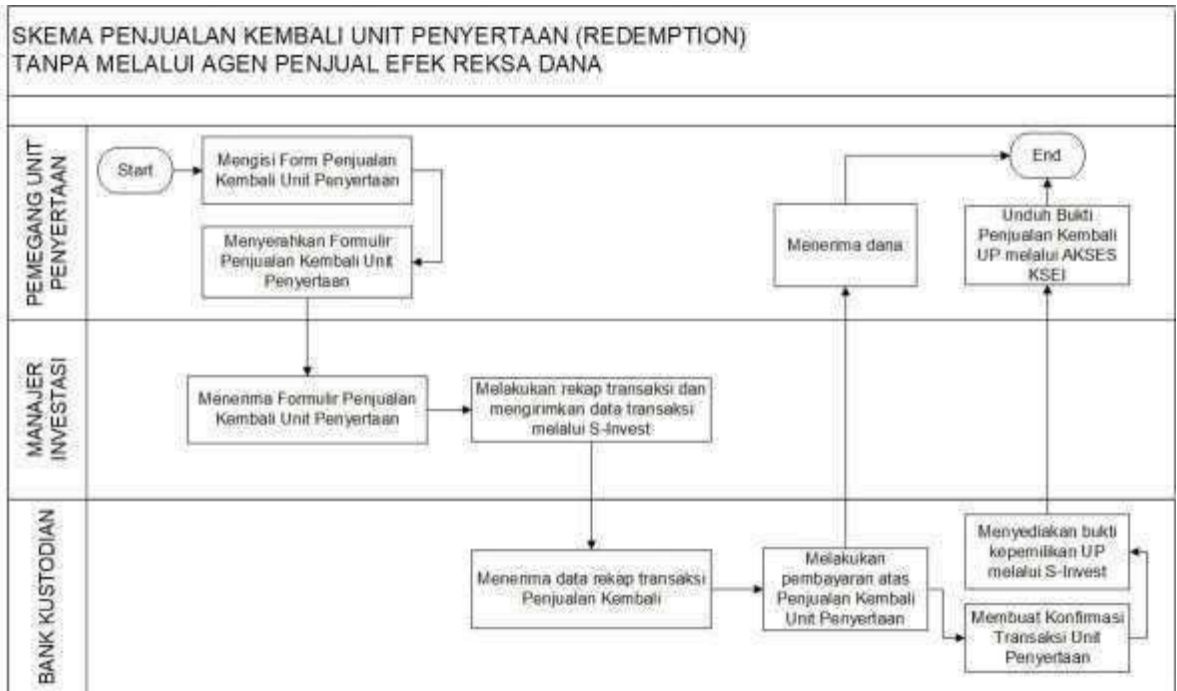 SKEMA PENJUALAN KEMBALI UNIT PENYERTAAN (REDEMPTION)
TANPA MELALUI AGEN PENJUAL EFEK REKSA DANA
PEMEGANG UNIT
PENYERTAAN
Start
Mengisi Form Penjualan
Kembali Unit Penyertaan
Menyerahkan Formulir
Penjualan Kembali Unit
Penyertaan
Menerima dana
End
Unduh Bukti
Penjualan Kembali
UP melalui AKSES
KSEI
MANAJER
INVESTASI
Menerima Formulir Penjualan
Kembali Unit Penyertaan
Melakukan rekap transaksi dan
mengirimkan data transaksi
melalui S-Invest
BANK KUSTODIAN
Menerima data rekap transaksi
Penjualan Kembali
Melakukan
pembayaran atas
Penjualan Kembali
Unit Penyertaan
Menyediakan bukti
kepemilikan UP
melalui S-Invest
Membuat Konfirmasi
Transaksi Unit
Penyertaan